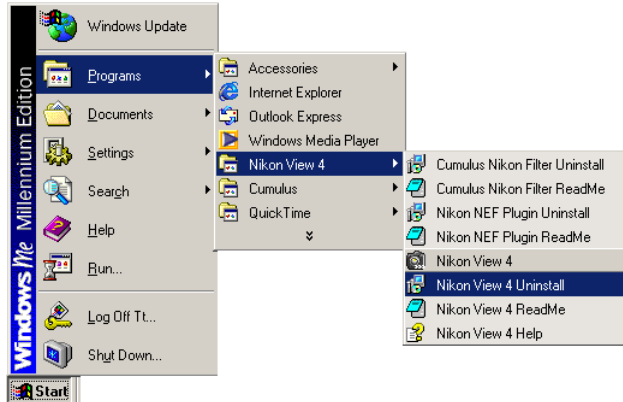 Windows Update
Programs
Documents
Settings
Search
Help
Run...
Log Off Tt...
Shut Down...
Windows Me Millennium Edition
Start
Accessories
Internet Explorer
Outlook Express
Windows Media Player
Nikon View 4
Cumulus
QuickTime
Cumulus Nikon Filter Uninstall
Cumulus Nikon Filter ReadMe
Nikon NEF Plugin Uninstall
Nikon NEF Plugin ReadMe
Nikon View 4
Nikon View 4 Uninstall
Nikon View 4 ReadMe
Nikon View 4 Help